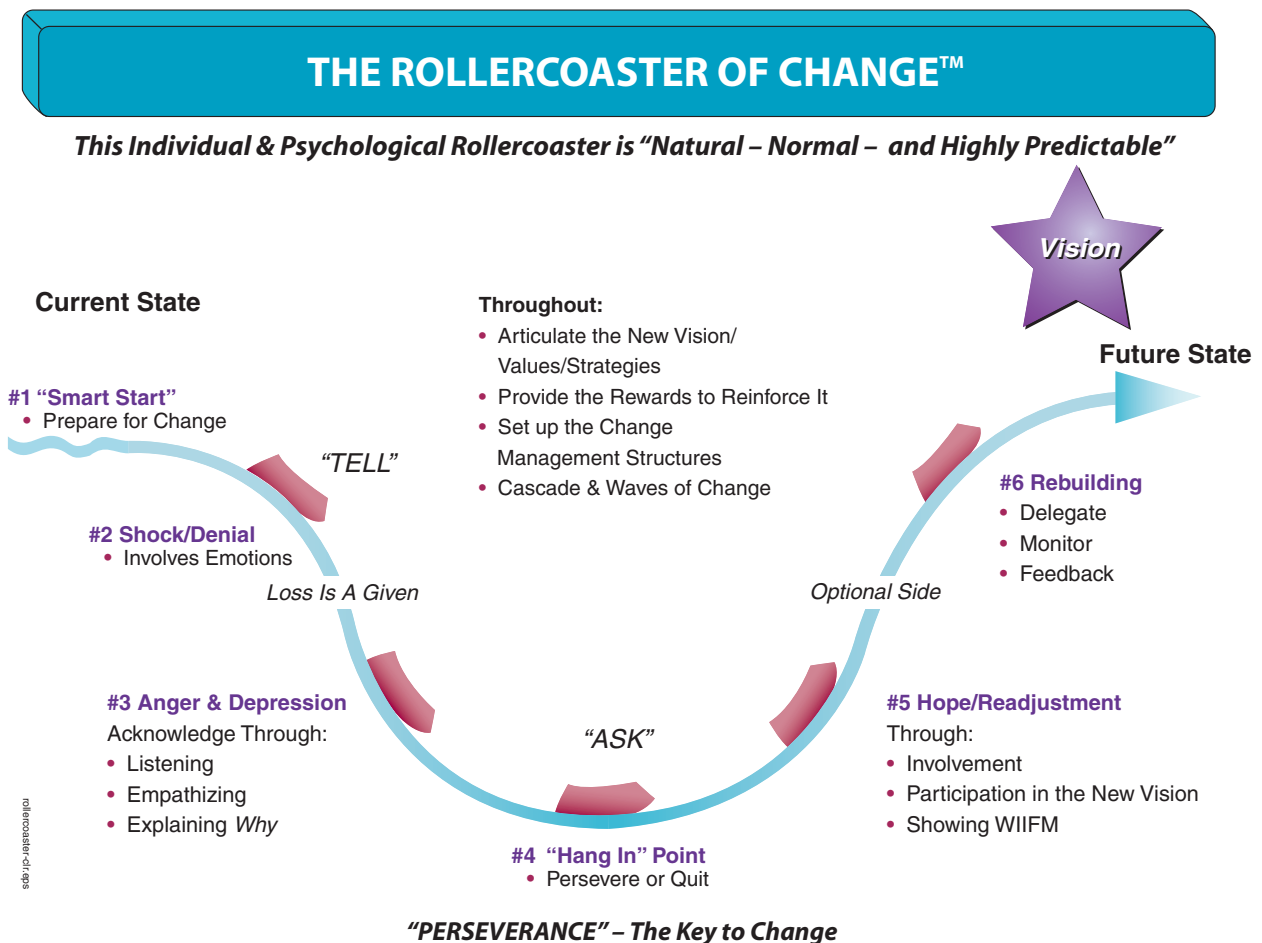 THE ROLLERCOASTER OF CHANGE™
This Individual & Psychological Rollercoaster is “Natural – Normal – and Highly Predictable”
Vision
Current State
Future State
Throughout:
• Articulate the New Vision/
Values/Strategies
• Provide the Rewards to Reinforce It
• Set up the Change
Management Structures
• Cascade & Waves of Change
#1 “Smart Start”
• Prepare for Change
“TELL”
#2 Shock/Denial
• Involves Emotions
Loss Is A Given
#3 Anger & Depression
Acknowledge Through:
• Listening
• Empathizing
• Explaining Why
“ASK”
#4 “Hang In” Point
• Persevere or Quit
Optional Side
#5 Hope/Readjustment
Through:
• Involvement
• Participation in the New Vision
• Showing WIIFM
#6 Rebuilding
• Delegate
• Monitor
• Feedback
rollercoaster-clr.eps
“PERSEVERANCE” – The Key to Change